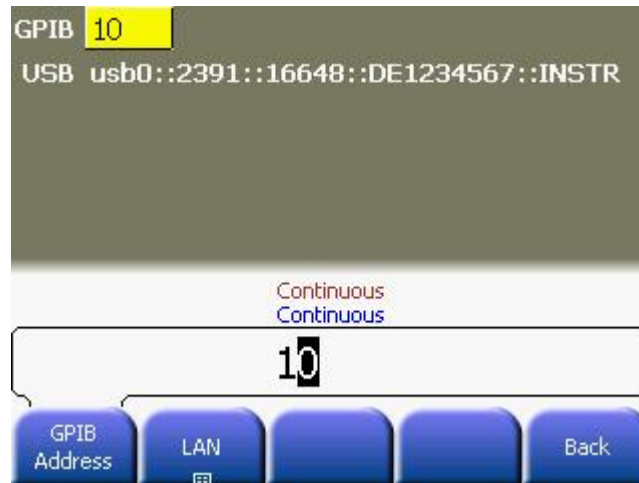 GPIB 10
USB usb0::2391::16648::DE1234567::INSTR
Continuous
Continuous
10
GPIB
Address
LAN
Back